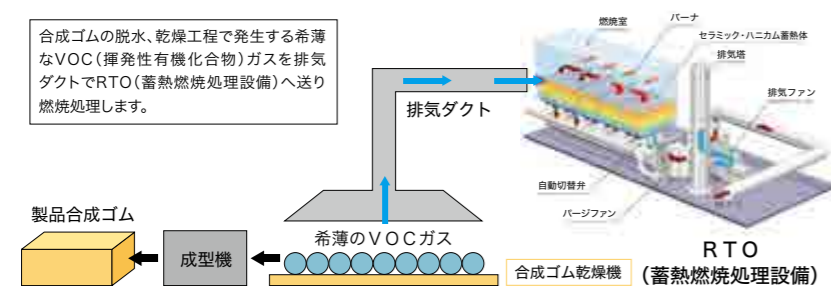 合成ゴムの脱水、乾燥工程で発生する希薄
なVOC(揮発性有機化合物)ガスを排気
ダクトでRTO(蓄熱燃焼処理設備)へ送り
燃焼処理します。
燃焼室
バーナ
セラミック・ハニカム蓄熱体
排気塔
排気ファン
排気ダクト
自動切替弁
パージファン
製品合成ゴム
成型機
希薄のVOCガス
合成ゴム乾燥機
RTO
(蓄熱燃焼処理設備)